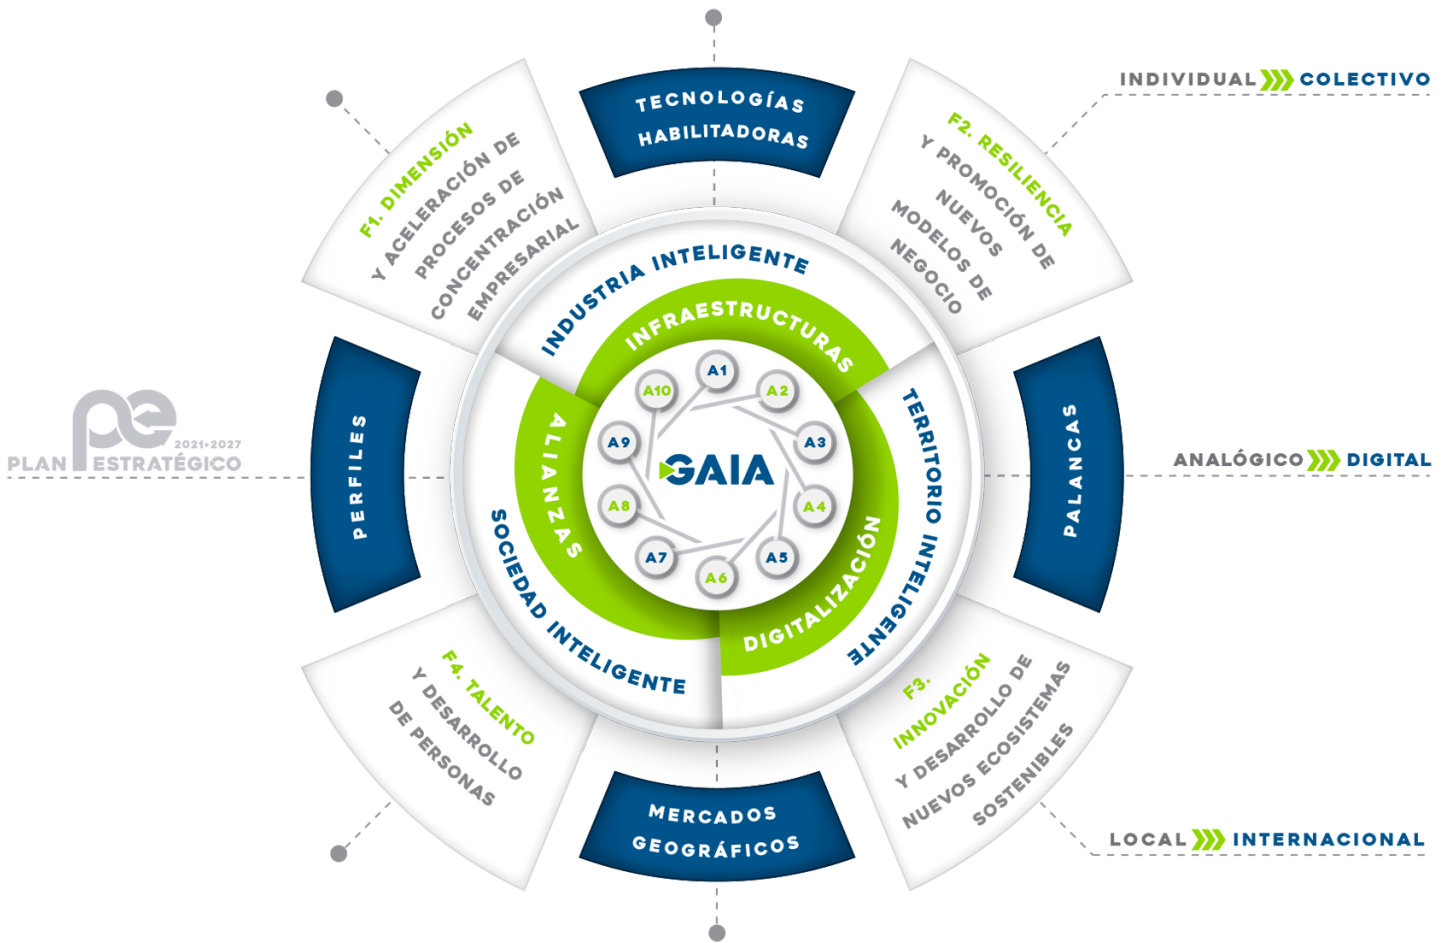 TECNOLOGÍAS
HABILITADORAS
INDIVIDUAL COLECTIVO
F1. DIMENSIÓN
Y ACELERACIÓN DE
PROCESOS DE
CONCENTRACIÓN
EMPRESARIAL
F2. RESILIENCIA
Y PROMOCIÓN DE
NUEVOS
MODELOS DE
NEGOCIO
INDUSTRIA INTELIGENTE
INFRAESTRUCTURAS
A1
A2
A3
A4
A5
A6
A7
A8
A9
A10
GAIA
ALIANZAS
DIGITALIZACIÓN
TERRITORIO INTELIGENTE
SOCIEDAD INTELIGENTE
pe
2021▸2027
PLAN ESTRATÉGICO
PERFILES
PALANCAS
ANALÓGICO DIGITAL
F4. TALENTO
Y DESARROLLO
DE PERSONAS
F3.
INNOVACIÓN
Y DESARROLLO DE
NUEVOS ECOSISTEMAS
SOSTENIBLES
MERCADOS
GEOGRÁFICOS
LOCAL INTERNACIONAL